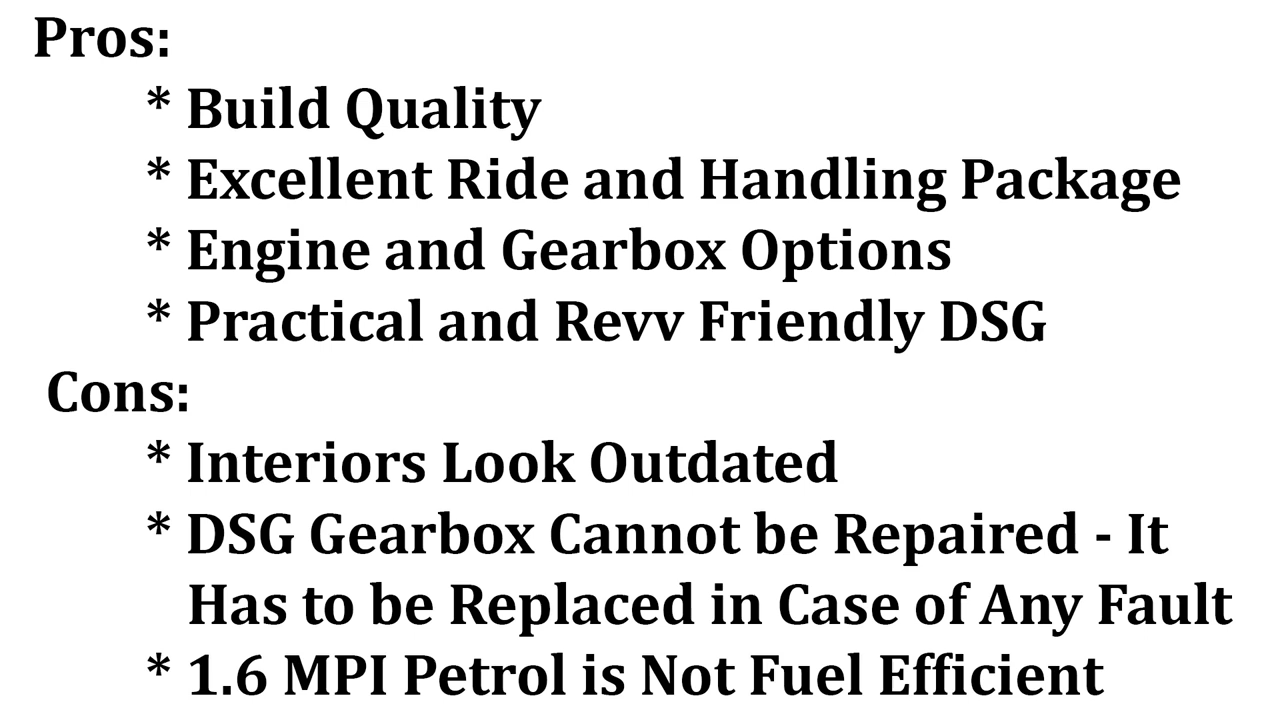 Pros:
* Build Quality
* Excellent Ride and Handling Package
* Engine and Gearbox Options
* Practical and Revv Friendly DSG
Cons:
* Interiors Look Outdated
* DSG Gearbox Cannot be Repaired - It
Has to be Replaced in Case of Any Fault
* 1.6 MPI Petrol is Not Fuel Efficient